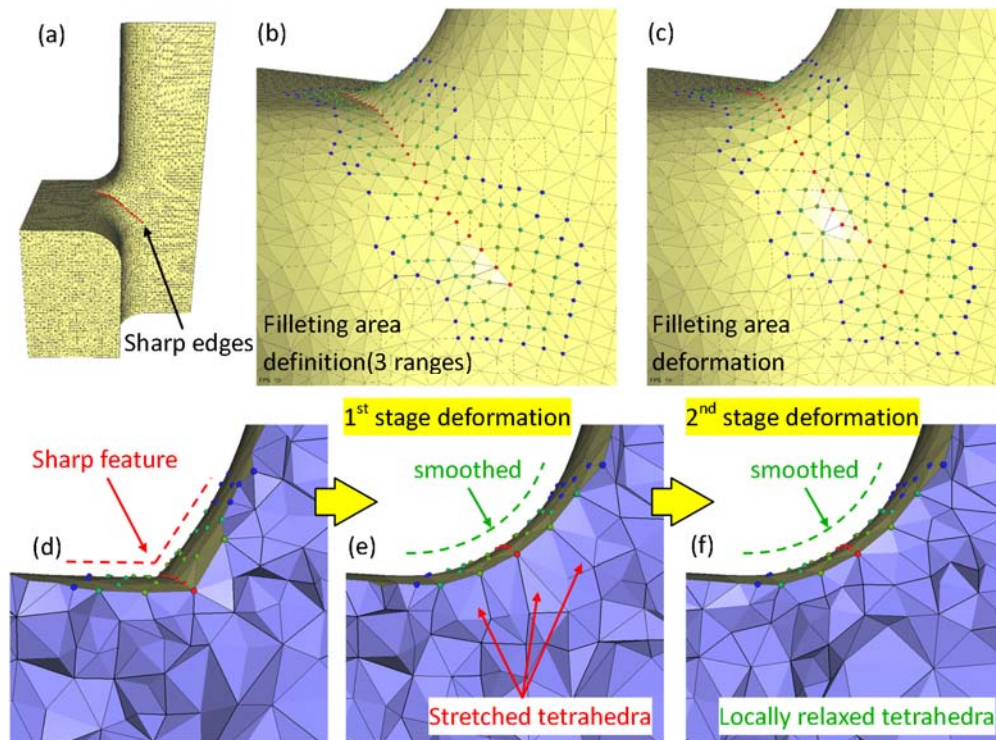 (a)
Sharp edges
(b)
Filleting area
definition(3 ranges)
(c)
Filleting area
deformation
1st stage deformation
2nd stage deformation
Sharp feature
(d)
smoothed
(e)
Stretched tetrahedra
smoothed
(f)
Locally relaxed tetrahedra